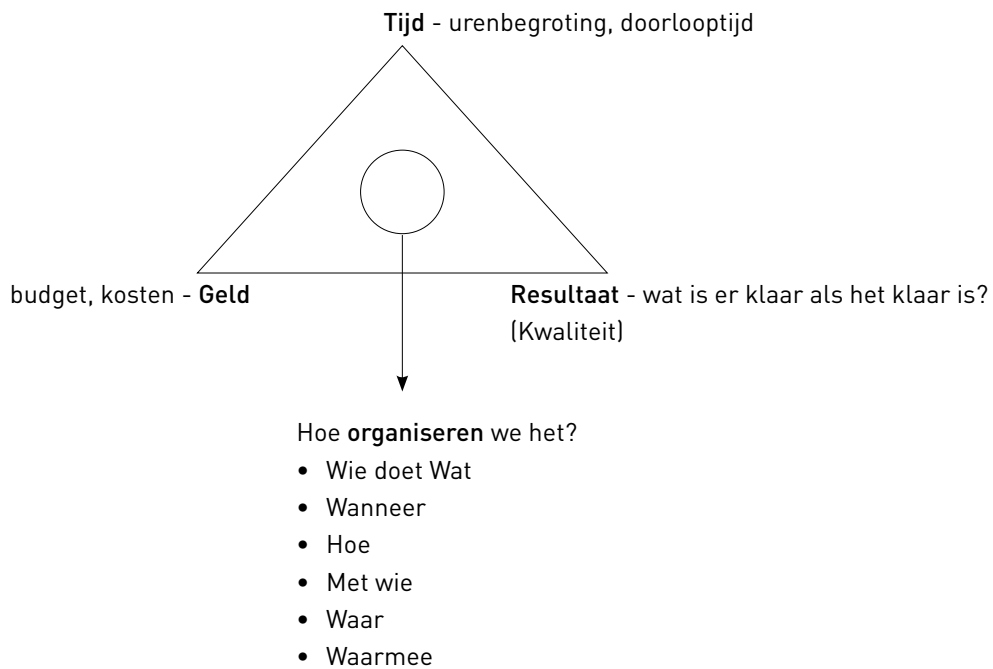 Tijd - urenbegroting, doorlooptijd
budget, kosten - Geld
Resultaat - wat is er klaar als het klaar is?
(Kwaliteit)
Hoe organiseren we het?
• Wie doet Wat
• Wanneer
• Hoe
• Met wie
• Waar
• Waarmee